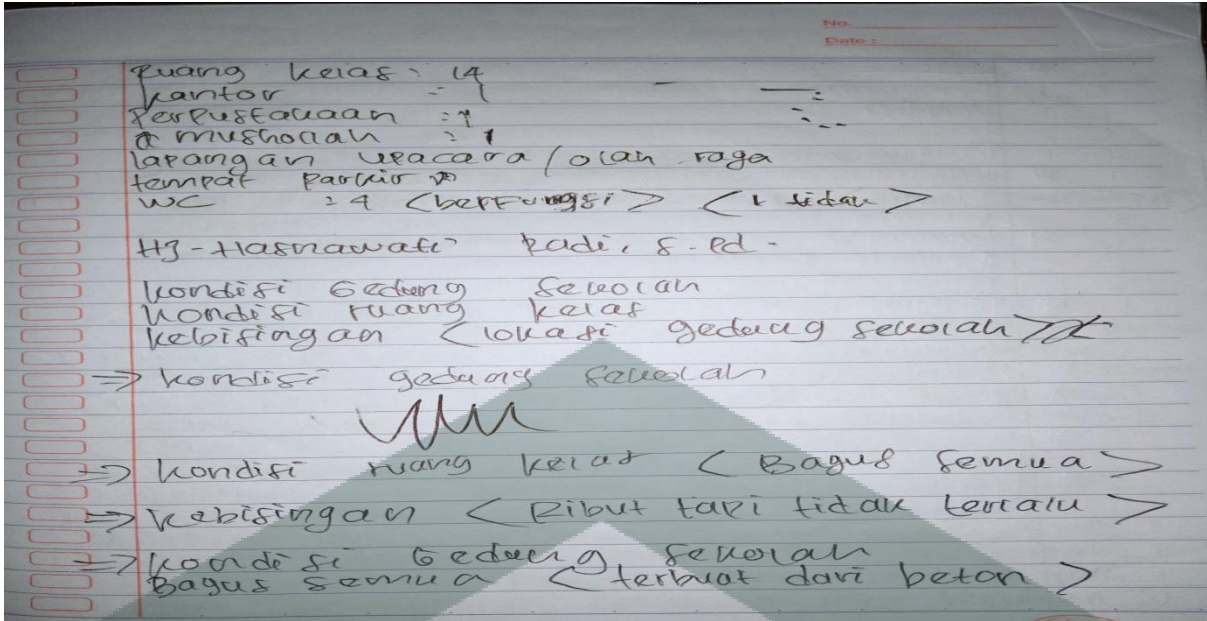 No.
Date :
Ruang kelas : 14
kantor : 1
Perpustakaan : 1
mushollah : 1
lapangan upacara / olah raga
tempat parkir
WC : 4 < berfungsi > < 1 tidak >
HJ - Hasnawati Radi, S.Pd.
kondisi Gedung Sekolah
kondisi ruang kelas
kebisingan < lokasi gedung sekolah >
=> kondisi gedung sekolah
=> kondisi ruang kelas < Bagus semua >
=> kebisingan < Ribut tapi tidak terlalu >
=> kondisi Gedung sekolah
Bagus semua < terbuat dari beton >